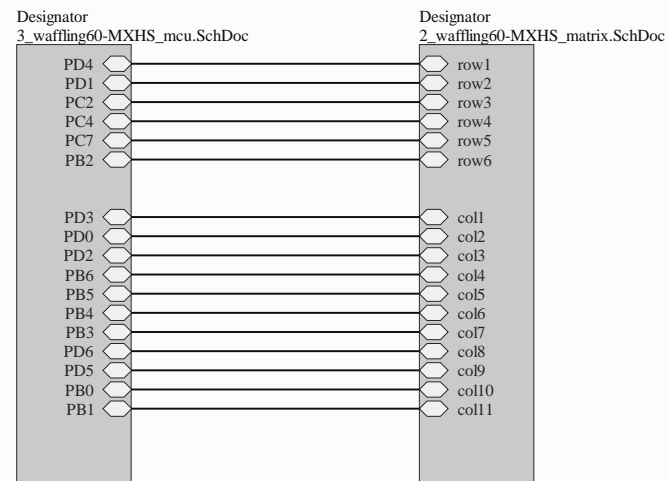 Designator
3_waffling60-MXHS_mcu.SchDoc
PD4
PD1
PC2
PC4
PC7
PB2
PD3
PD0
PD2
PB6
PB5
PB4
PB3
PD6
PD5
PB0
PB1
Designator
2_waffling60-MXHS_matrix.SchDoc
row1
row2
row3
row4
row5
row6
col1
col2
col3
col4
col5
col6
col7
col8
col9
col10
col11